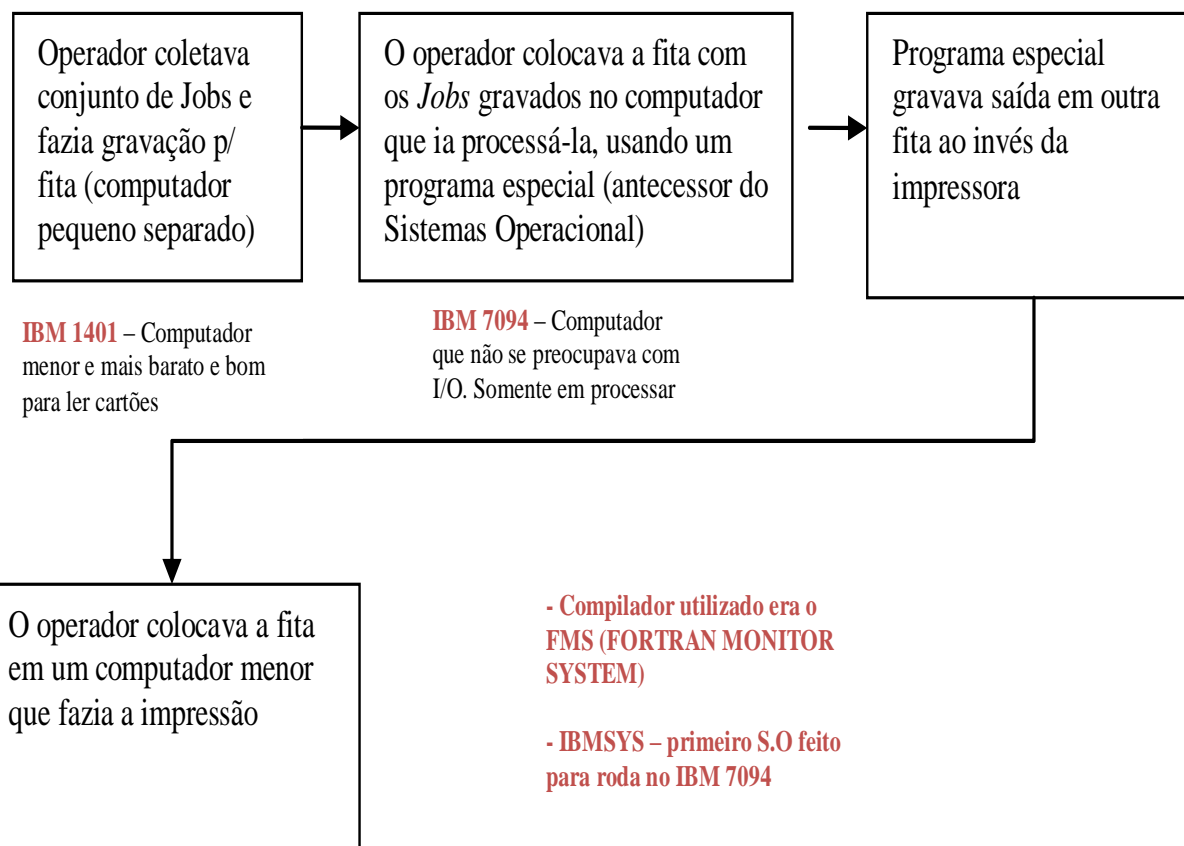 Operador coletava
conjunto de Jobs e
fazia gravação p/
fita (computador
pequeno separado)
O operador colocava a fita com
os Jobs gravados no computador
que ia processá-la, usando um
programa especial (antecessor do
Sistemas Operacional)
Programa especial
gravava saída em outra
fita ao invés da
impressora
IBM 1401 – Computador
menor e mais barato e bom
para ler cartões
IBM 7094 – Computador
que não se preocupava com
I/O. Somente em processar
O operador colocava a fita
em um computador menor
que fazia a impressão
- Compilador utilizado era o
FMS (FORTRAN MONITOR
SYSTEM)
- IBMSYS – primeiro S.O feito
para roda no IBM 7094